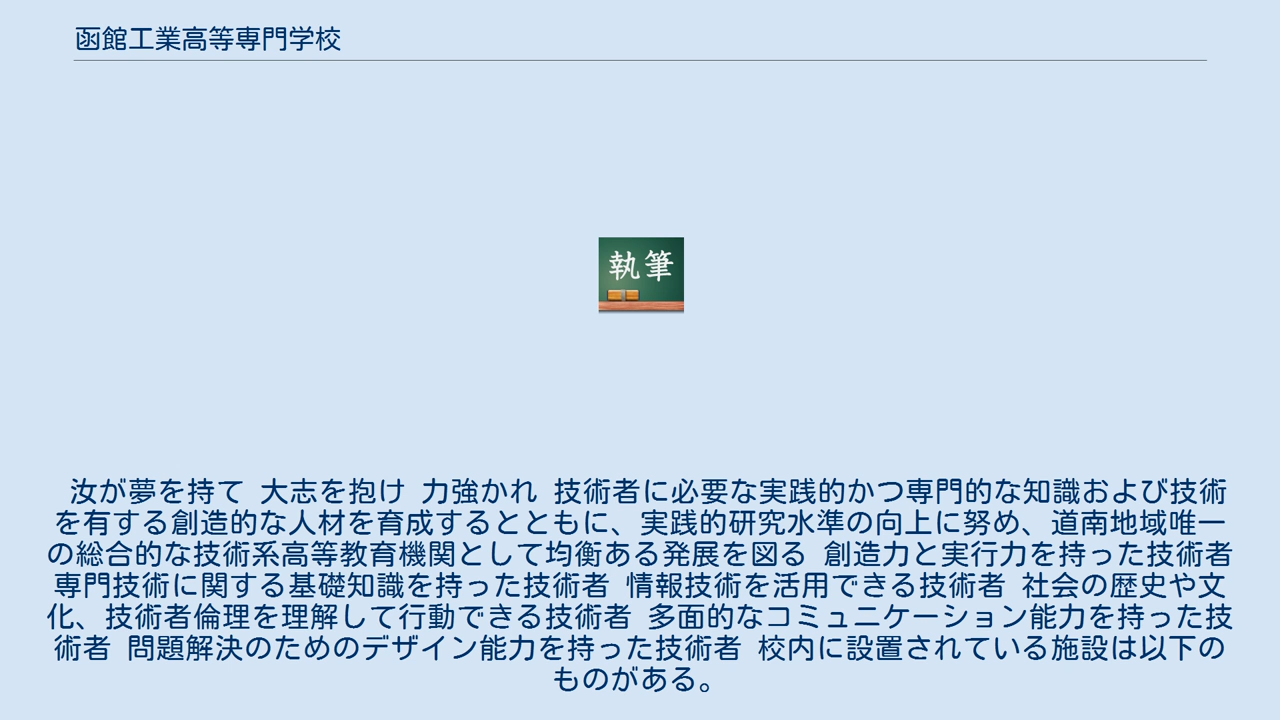 函館工業高等専門学校
執筆
汝が夢を持て 大志を抱け 力強かれ 技術者に必要な実践的かつ専門的な知識および技術
を有する創造的な人材を育成するとともに、実践的研究水準の向上に努め、道南地域唯一
の総合的な技術系高等教育機関として均衡ある発展を図る 創造力と実行力を持った技術者
専門技術に関する基礎知識を持った技術者 情報技術を活用できる技術者 社会の歴史や文
化、技術者倫理を理解して行動できる技術者 多面的なコミュニケーション能力を持った技
術者 問題解決のためのデザイン能力を持った技術者 校内に設置されている施設は以下の
ものがある。